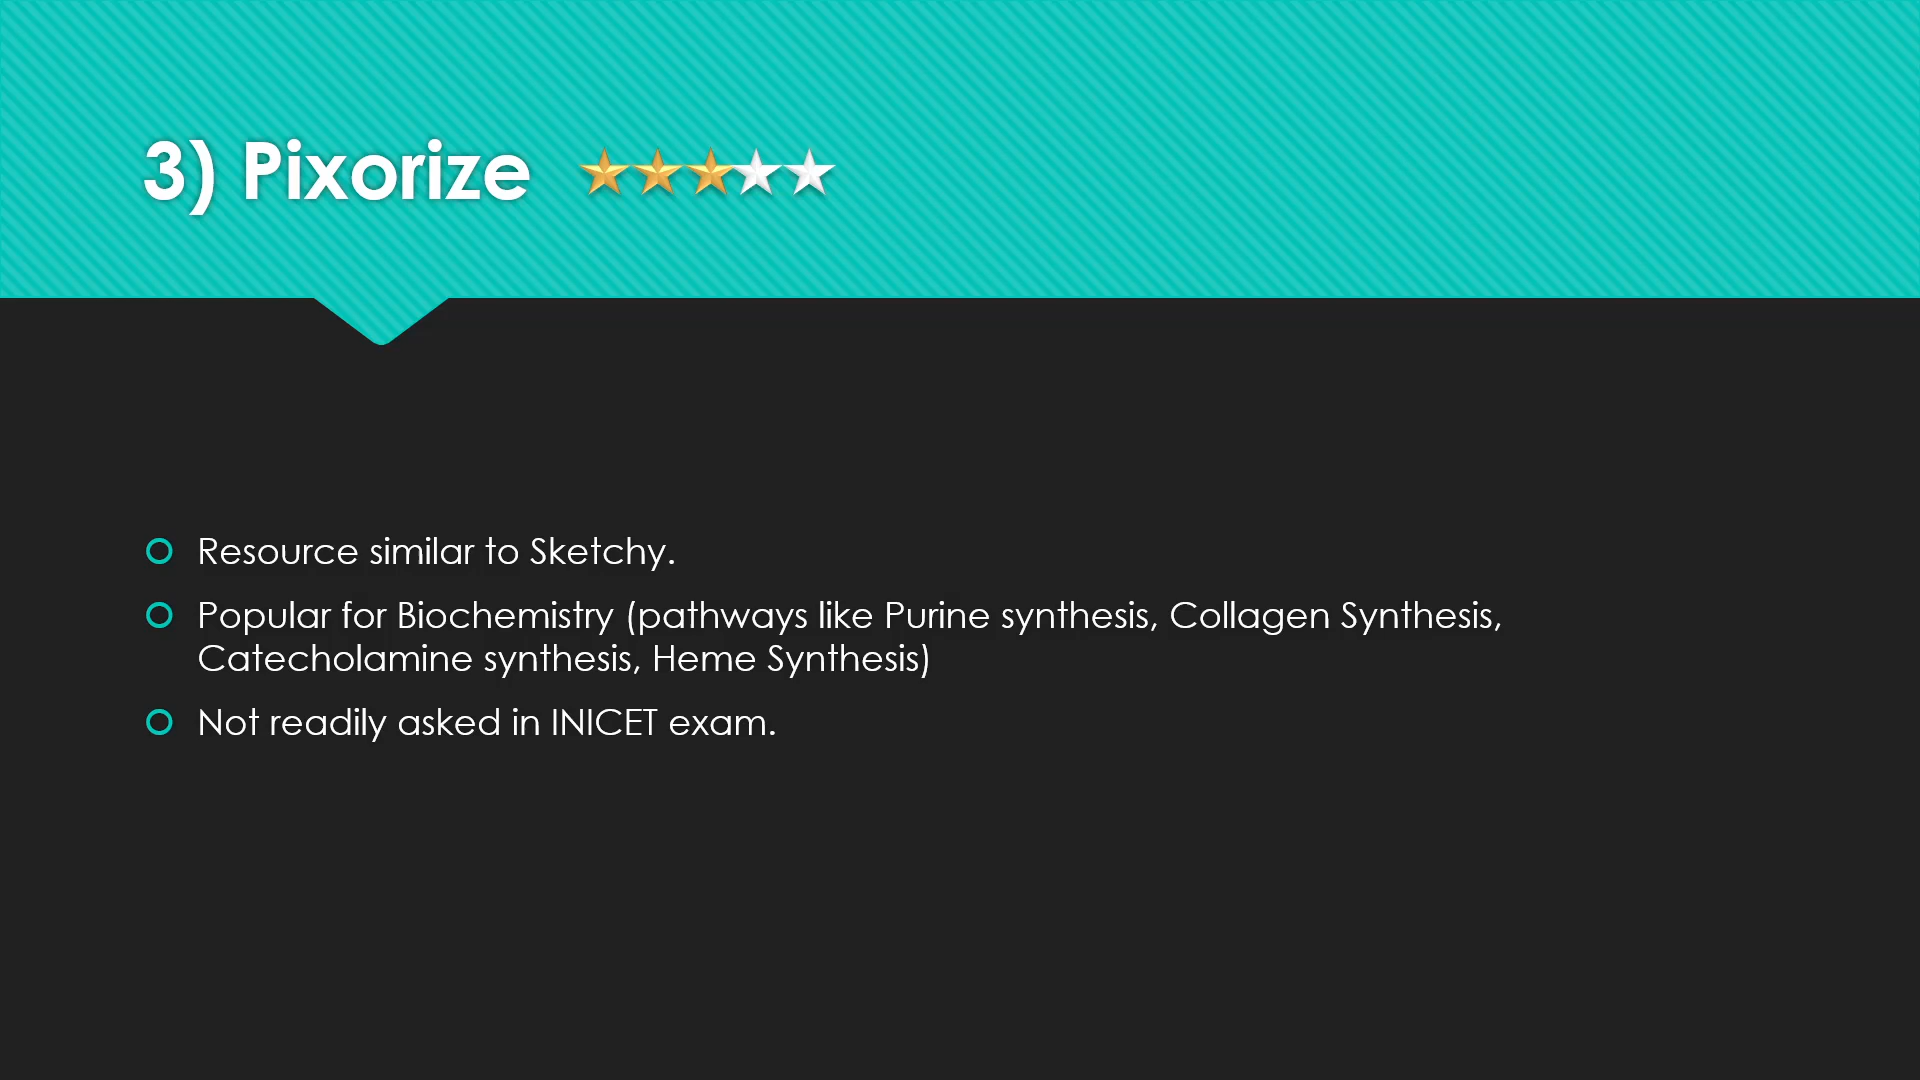 3) Pixorize
Resource similar to Sketchy.
Popular for Biochemistry (pathways like Purine synthesis, Collagen Synthesis,
Catecholamine synthesis, Heme Synthesis)
Not readily asked in INICET exam.